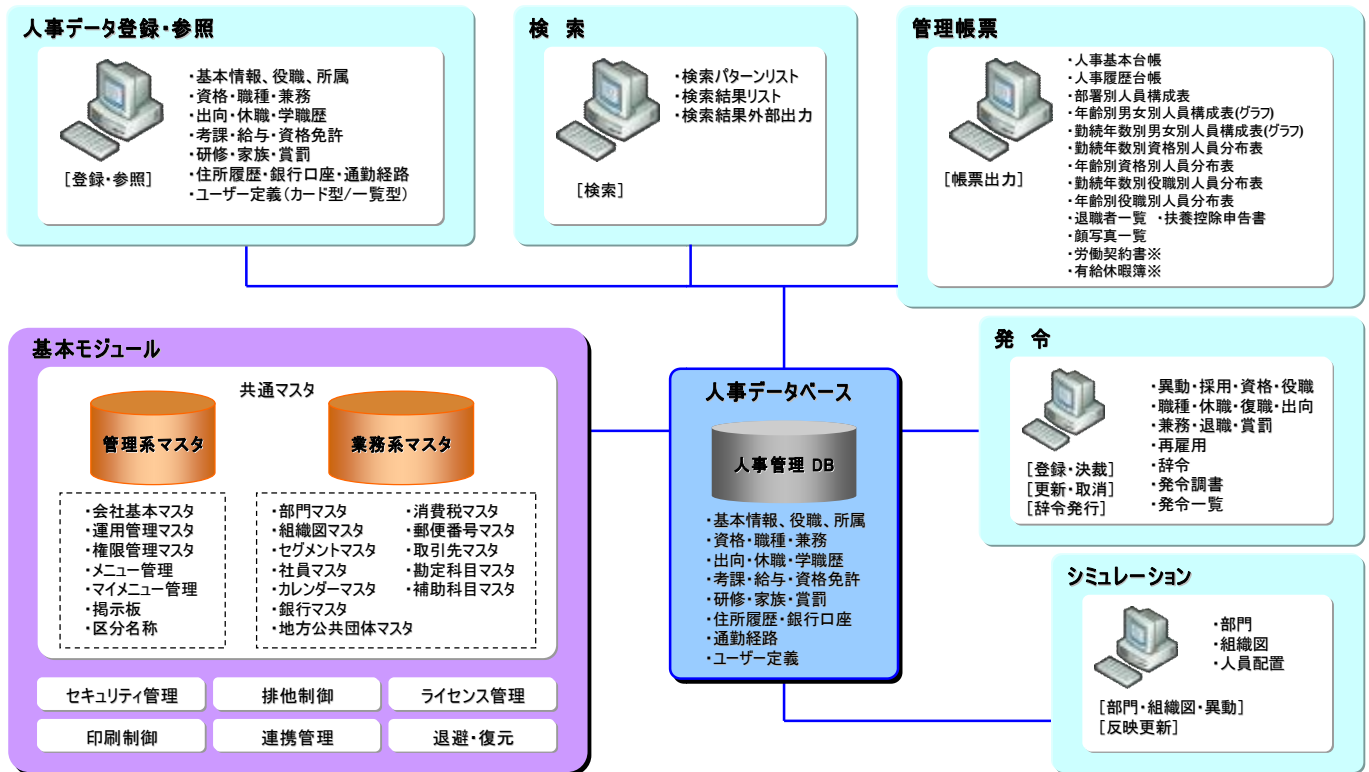 人事データ登録・参照
・基本情報、役職、所属
・資格・職種・兼務
・出向・休職・学職歴
・考課・給与・資格免許
・研修・家族・賞罰
・住所履歴・銀行口座・通勤経路
・ユーザー定義(カード型/一覧型)
[登録・参照]
検 索
・検索パターンリスト
・検索結果リスト
・検索結果外部出力
[検索]
管理帳票
・人事基本台帳
・人事履歴台帳
・部署別人員構成表
・年齢別男女別人員構成表(グラフ)
・勤続年数別男女別人員構成表(グラフ)
・勤続年数別資格別人員分布表
・年齢別資格別人員分布表
・勤続年数別役職別人員分布表
・年齢別役職別人員分布表
・退職者一覧 ・扶養控除申告書
・顔写真一覧
・労働契約書※
・有給休暇簿※
[帳票出力]
基本モジュール
共通マスタ
管理系マスタ
・会社基本マスタ
・運用管理マスタ
・権限管理マスタ
・メニュー管理
・マイメニュー管理
・掲示板
・区分名称
業務系マスタ
・部門マスタ
・組織図マスタ
・セグメントマスタ
・社員マスタ
・カレンダーマスタ
・銀行マスタ
・地方公共団体マスタ
・消費税マスタ
・郵便番号マスタ
・取引先マスタ
・勘定科目マスタ
・補助科目マスタ
セキュリティ管理
排他制御
ライセンス管理
印刷制御
連携管理
退避・復元
人事データベース
人事管理 DB
・基本情報、役職、所属
・資格・職種・兼務
・出向・休職・学職歴
・考課・給与・資格免許
・研修・家族・賞罰
・住所履歴・銀行口座
・通勤経路
・ユーザー定義
発 令
・異動・採用・資格・役職
・職種・休職・復職・出向
・兼務・退職・賞罰
・再雇用
・辞令
・発令調書
・発令一覧
[登録・決裁]
[更新・取消]
[辞令発行]
シミュレーション
・部門
・組織図
・人員配置
[部門・組織図・異動]
[反映更新]